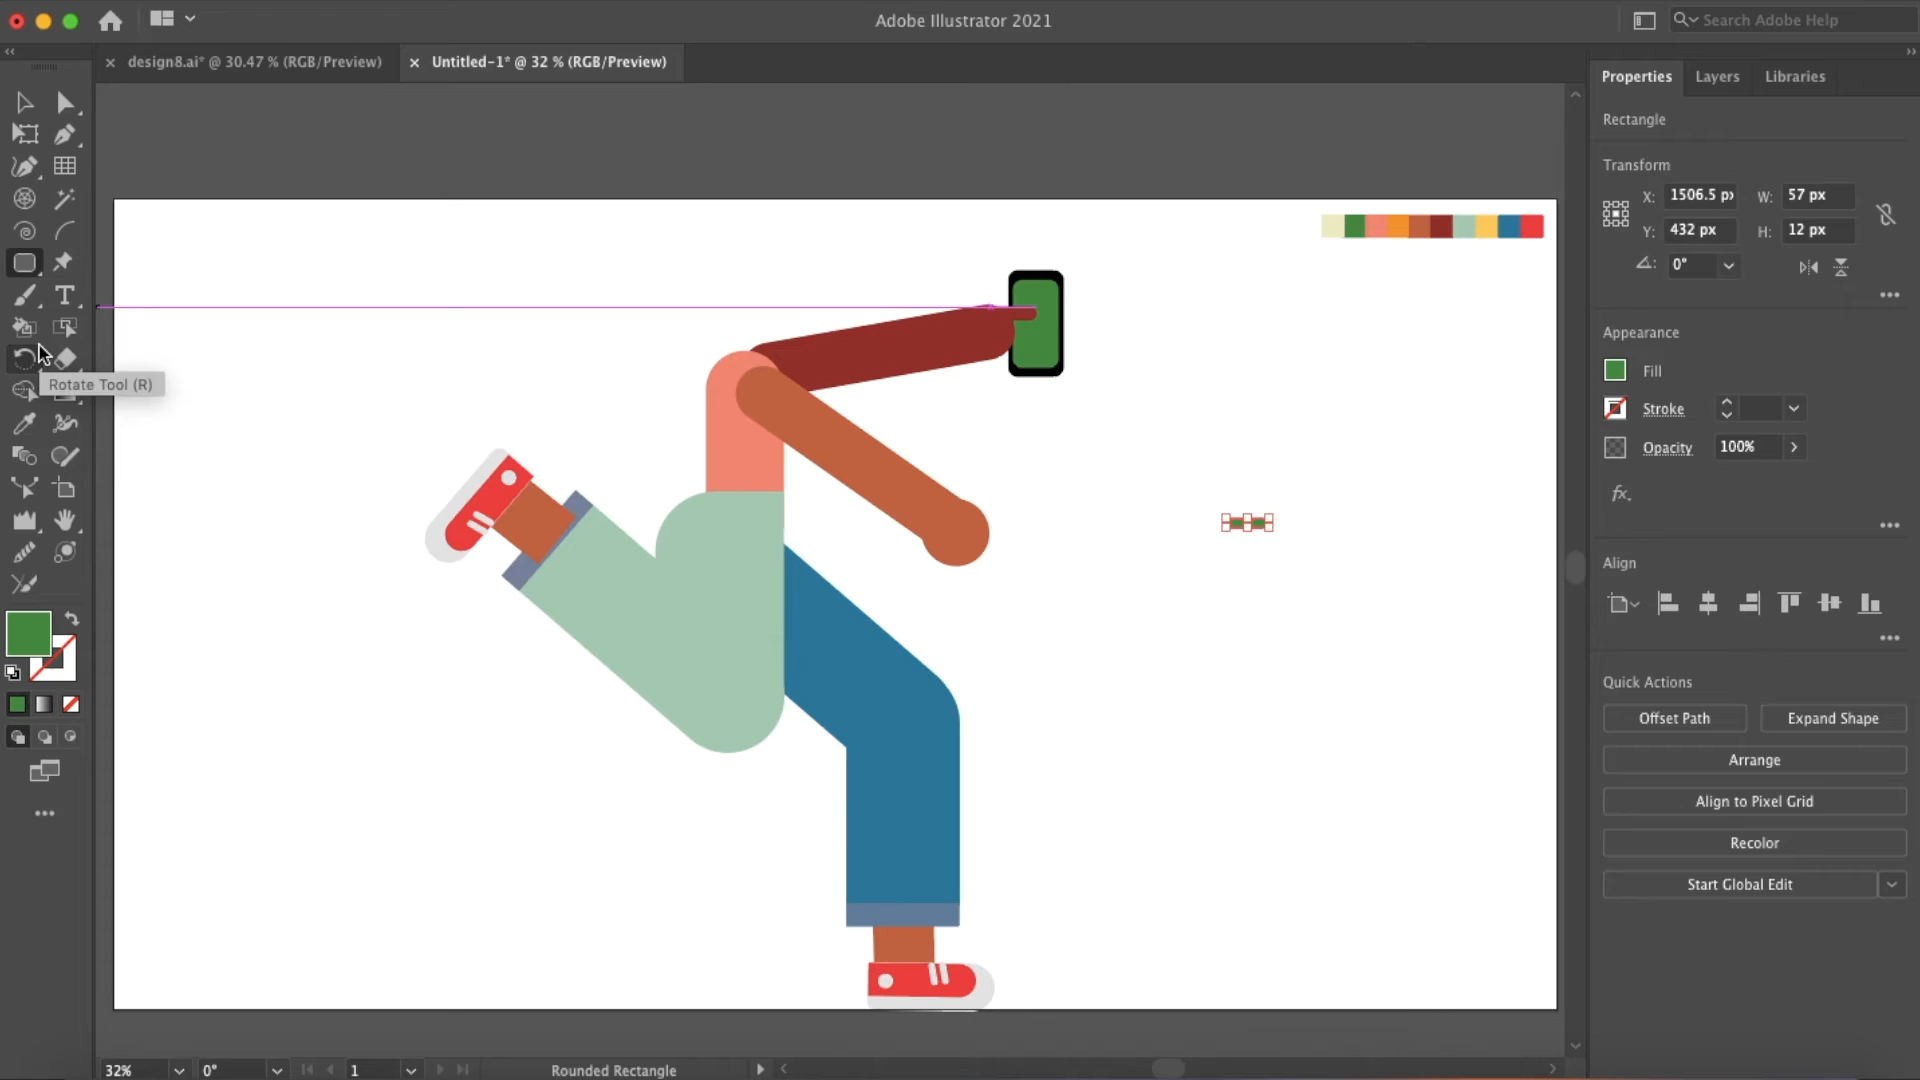 Adobe Illustrator 2021
Search Adobe Help
design8.ai* @ 30.47 % (RGB/Preview)
Untitled-1* @ 32 % (RGB/Preview)
Properties
Layers
Libraries
Rectangle
Transform
X: 1506.5 px W: 57 px
Y: 432 px H: 12 px
0°
Appearance
Fill
Stroke
Opacity 100%
fx.
Align
Quick Actions
Offset Path
Expand Shape
Arrange
Align to Pixel Grid
Recolor
Start Global Edit
Rotate Tool (R)
32%
0°
1
Rounded Rectangle